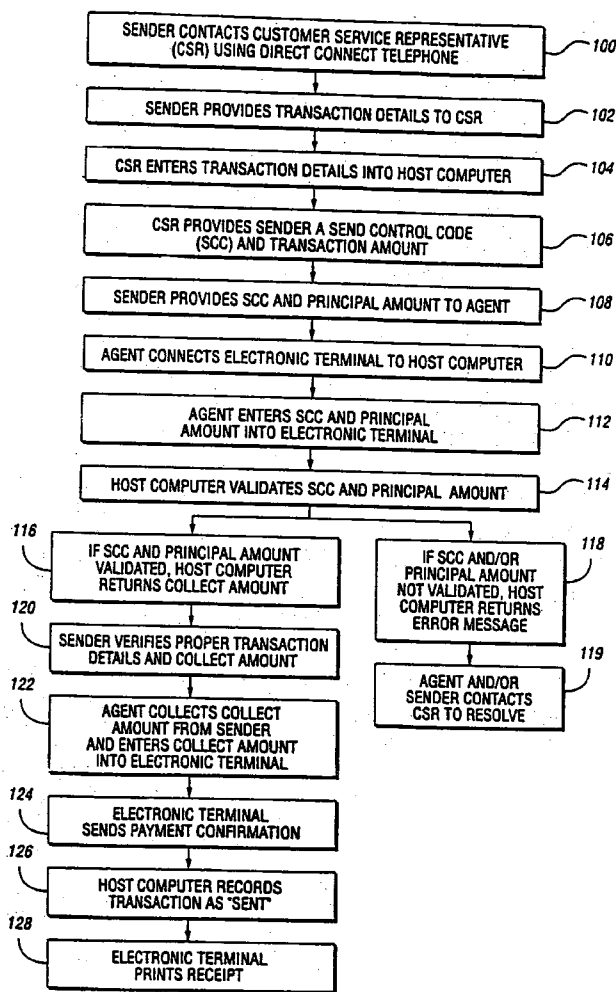 SENDER CONTACTS CUSTOMER SERVICE REPRESENTATIVE
(CSR) USING DIRECT CONNECT TELEPHONE
100
SENDER PROVIDES TRANSACTION DETAILS TO CSR
102
CSR ENTERS TRANSACTION DETAILS INTO HOST COMPUTER
104
CSR PROVIDES SENDER A SEND CONTROL CODE
(SCC) AND TRANSACTION AMOUNT
106
SENDER PROVIDES SCC AND PRINCIPAL AMOUNT TO AGENT
108
AGENT CONNECTS ELECTRONIC TERMINAL TO HOST COMPUTER
110
AGENT ENTERS SCC AND PRINCIPAL
AMOUNT INTO ELECTRONIC TERMINAL
112
HOST COMPUTER VALIDATES SCC AND PRINCIPAL AMOUNT
114
116
IF SCC AND PRINCIPAL AMOUNT
VALIDATED, HOST COMPUTER
RETURNS COLLECT AMOUNT
IF SCC AND/OR
PRINCIPAL AMOUNT
NOT VALIDATED, HOST
COMPUTER RETURNS
ERROR MESSAGE
118
120
SENDER VERIFIES PROPER TRANSACTION
DETAILS AND COLLECT AMOUNT
AGENT AND/OR
SENDER CONTACTS
CSR TO RESOLVE
119
122
AGENT COLLECTS COLLECT
AMOUNT FROM SENDER
AND ENTERS COLLECT AMOUNT
INTO ELECTRONIC TERMINAL
124
ELECTRONIC TERMINAL
SENDS PAYMENT CONFIRMATION
126
HOST COMPUTER RECORDS
TRANSACTION AS "SENT"
128
ELECTRONIC TERMINAL
PRINTS RECEIPT